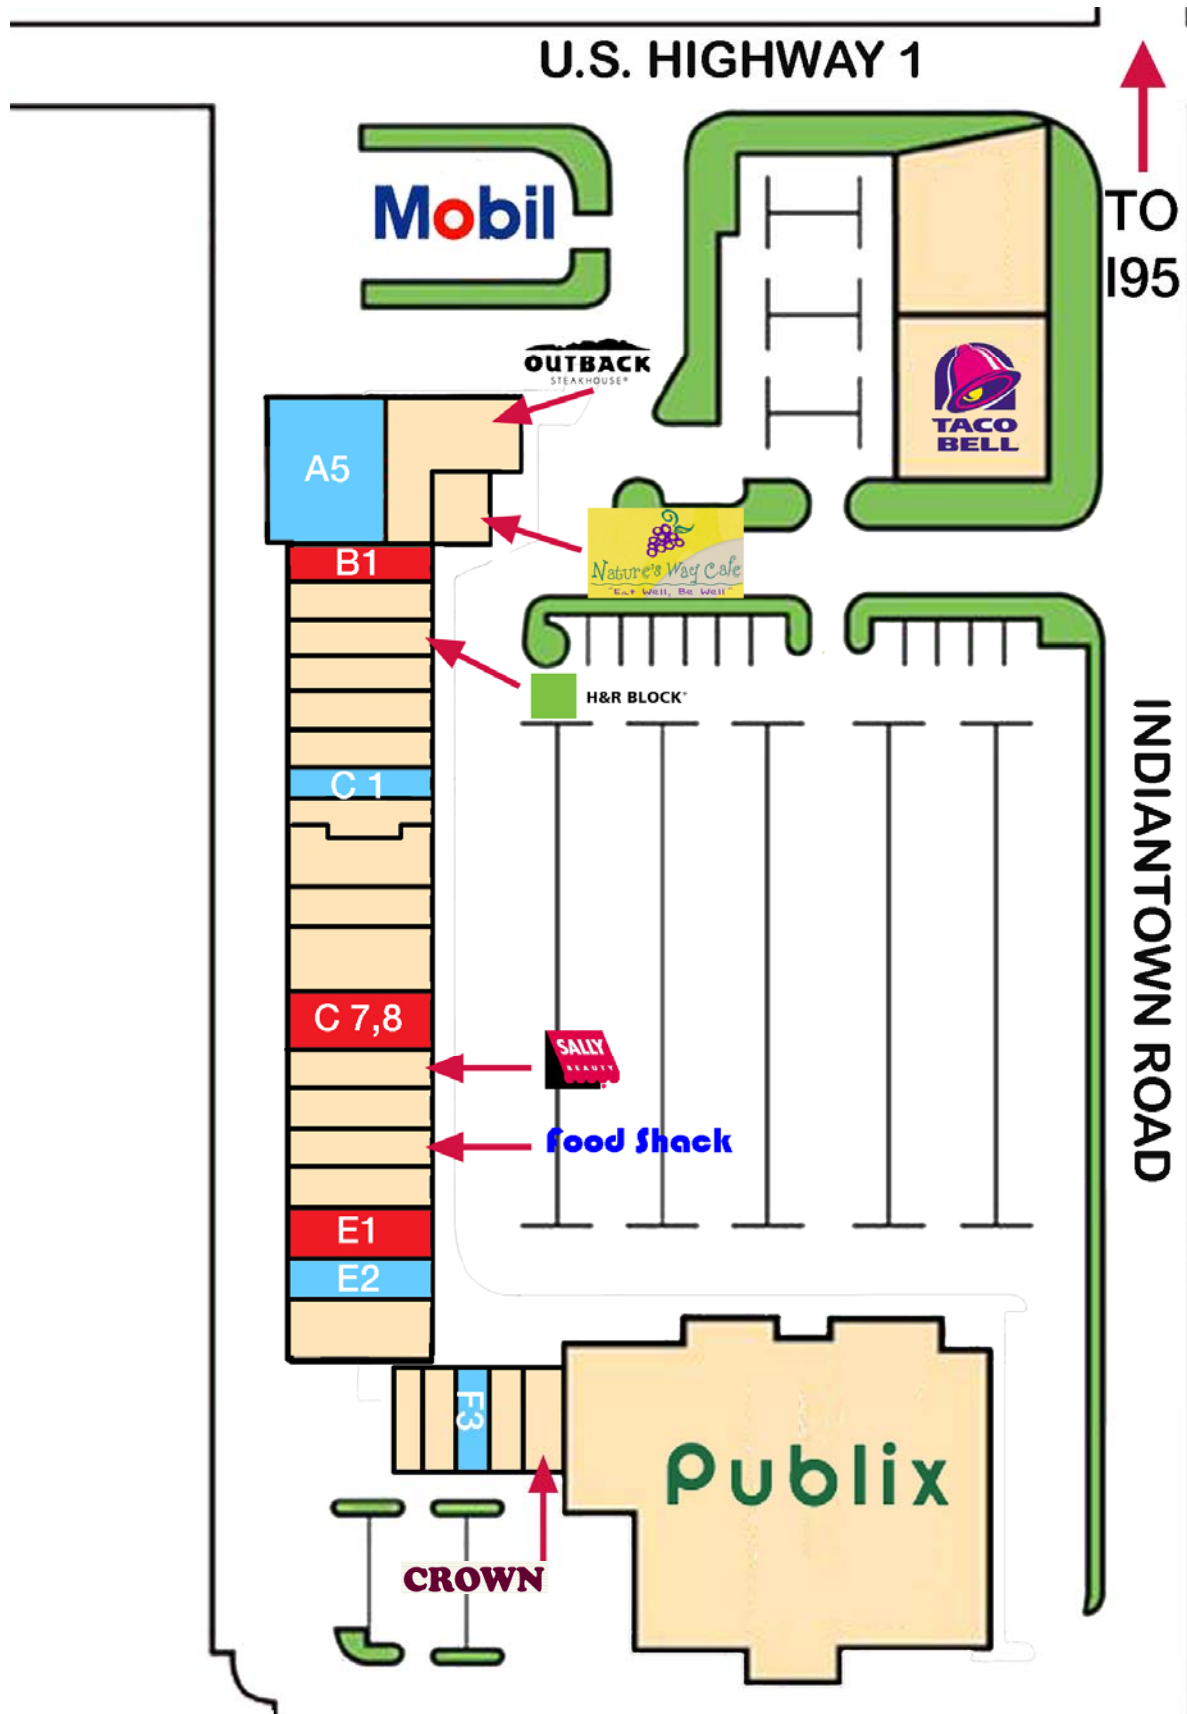 U.S. HIGHWAY 1
Mobil
TO
I95
OUTBACK
STEAKHOUSE®
TACO
BELL
A5
Nature's Way Cafe
"Eat Well, Be Well"
B1
H&R BLOCK®
C 1
INDIANTOWN ROAD
C 7,8
SALLY
BEAUTY
Food Shack
E1
E2
F3
Publix
CROWN